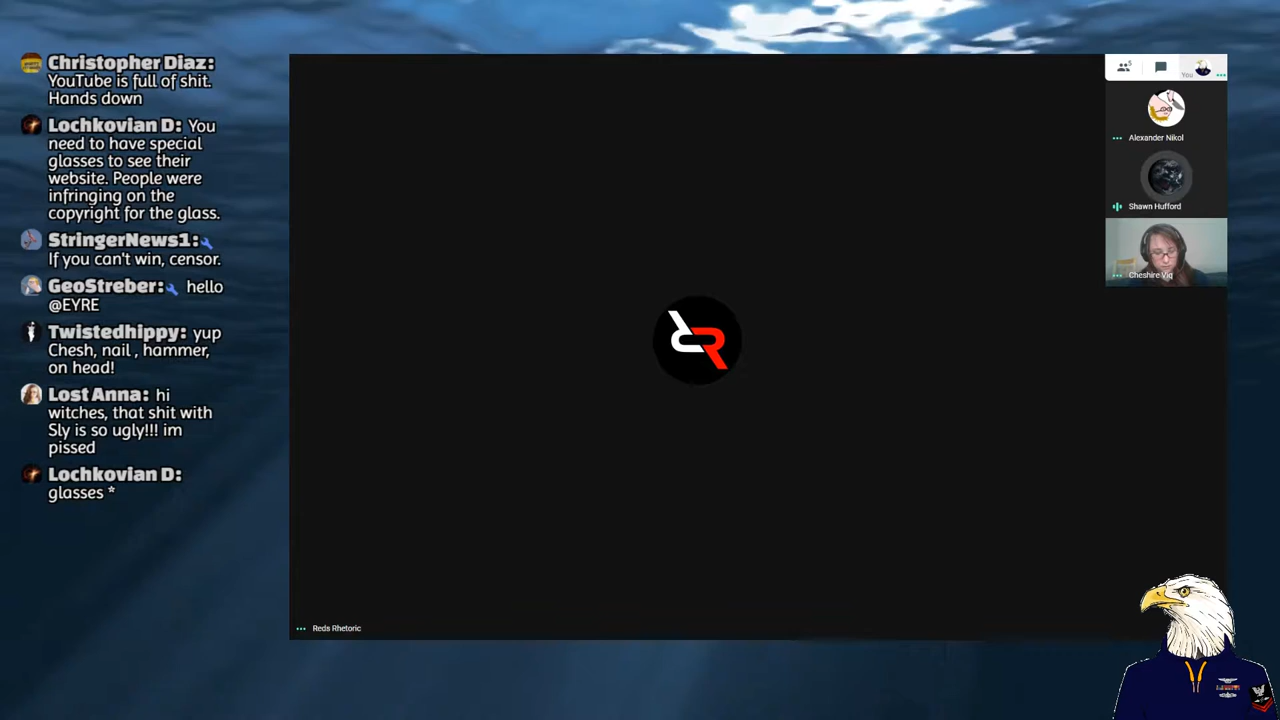 Christopher Diaz:
YouTube is full of shit.
Hands down
Lochkovian D: You
need to have special
glasses to see their
website. People were
infringing on the
copyright for the glass.
StringerNews1:
If you can't win, censor.
GeoStreber: hello
@EYRE
Twistedhippy: yup
Chesh, nail , hammer,
on head!
Lost Anna: hi
witches, that shit with
Sly is so ugly!!! im
pissed
Lochkovian D:
glasses *
5
You
Alexander Nikol
Shawn Hufford
Cheshire Viq
Reds Rhetoric